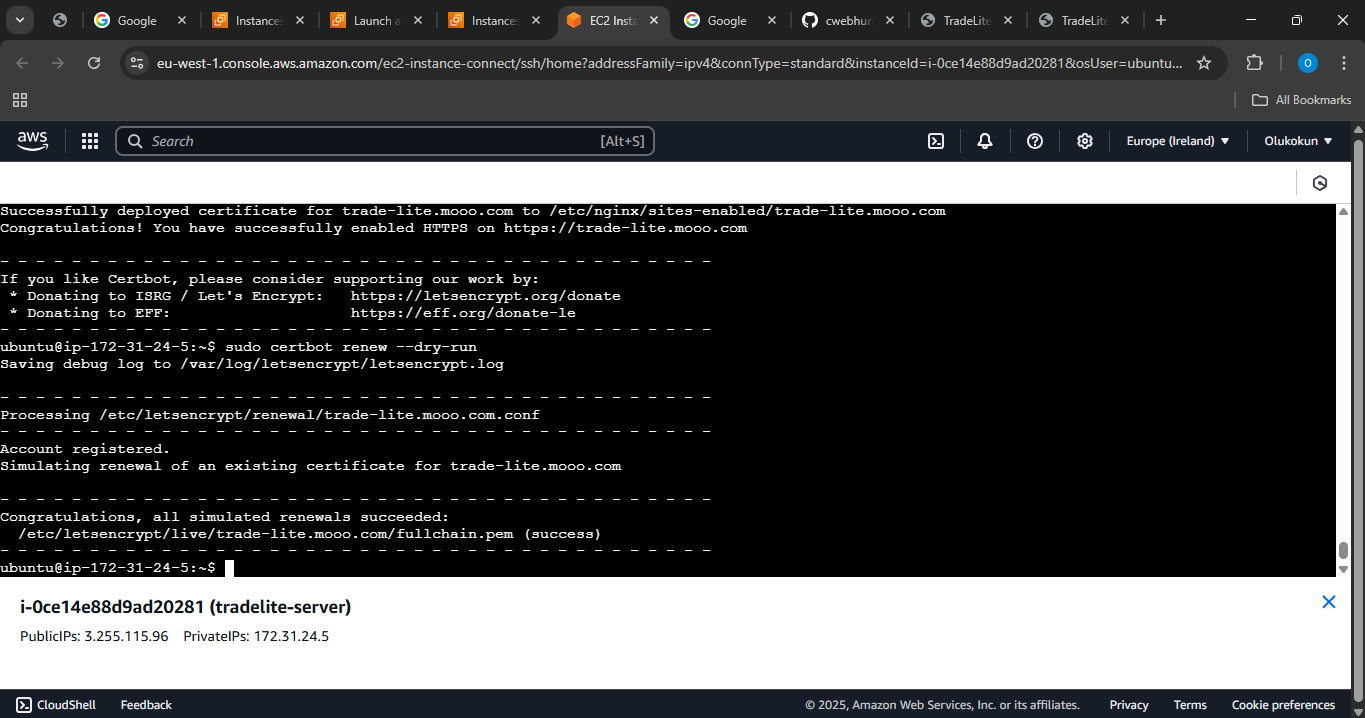 Google
Instances
Launch a
Instances
EC2 Insta
Google
cwebhun
TradeLite
TradeLite
eu-west-1.console.aws.amazon.com/ec2-instance-connect/ssh/home?addressFamily=ipv4&connType=standard&instanceId=i-0ce14e88d9ad20281&osUser=ubuntu...
O
All Bookmarks
aws
Search
[Alt+S]
Europe (Ireland)
Olukokun
Successfully deployed certificate for trade-lite.mooo.com to /etc/nginx/sites-enabled/trade-lite.mooo.com
Congratulations! You have successfully enabled HTTPS on https://trade-lite.mooo.com
- - - - - - - - - - - - - - - - - - - - - - - - - - - - - - - - - - - - - - - -
If you like Certbot, please consider supporting our work by:
* Donating to ISRG / Let's Encrypt: https://letsencrypt.org/donate
* Donating to EFF: https://eff.org/donate-le
- - - - - - - - - - - - - - - - - - - - - - - - - - - - - - - - - - - - - - - -
ubuntu@ip-172-31-24-5:~$ sudo certbot renew --dry-run
Saving debug log to /var/log/letsencrypt/letsencrypt.log
- - - - - - - - - - - - - - - - - - - - - - - - - - - - - - - - - - - - - - - -
Processing /etc/letsencrypt/renewal/trade-lite.mooo.com.conf
- - - - - - - - - - - - - - - - - - - - - - - - - - - - - - - - - - - - - - - -
Account registered.
Simulating renewal of an existing certificate for trade-lite.mooo.com
- - - - - - - - - - - - - - - - - - - - - - - - - - - - - - - - - - - - - - - -
Congratulations, all simulated renewals succeeded:
/etc/letsencrypt/live/trade-lite.mooo.com/fullchain.pem (success)
- - - - - - - - - - - - - - - - - - - - - - - - - - - - - - - - - - - - - - - -
ubuntu@ip-172-31-24-5:~$
i-0ce14e88d9ad20281 (tradelite-server)
PublicIPs: 3.255.115.96 PrivateIPs: 172.31.24.5
CloudShell
Feedback
© 2025, Amazon Web Services, Inc. or its affiliates.
Privacy
Terms
Cookie preferences